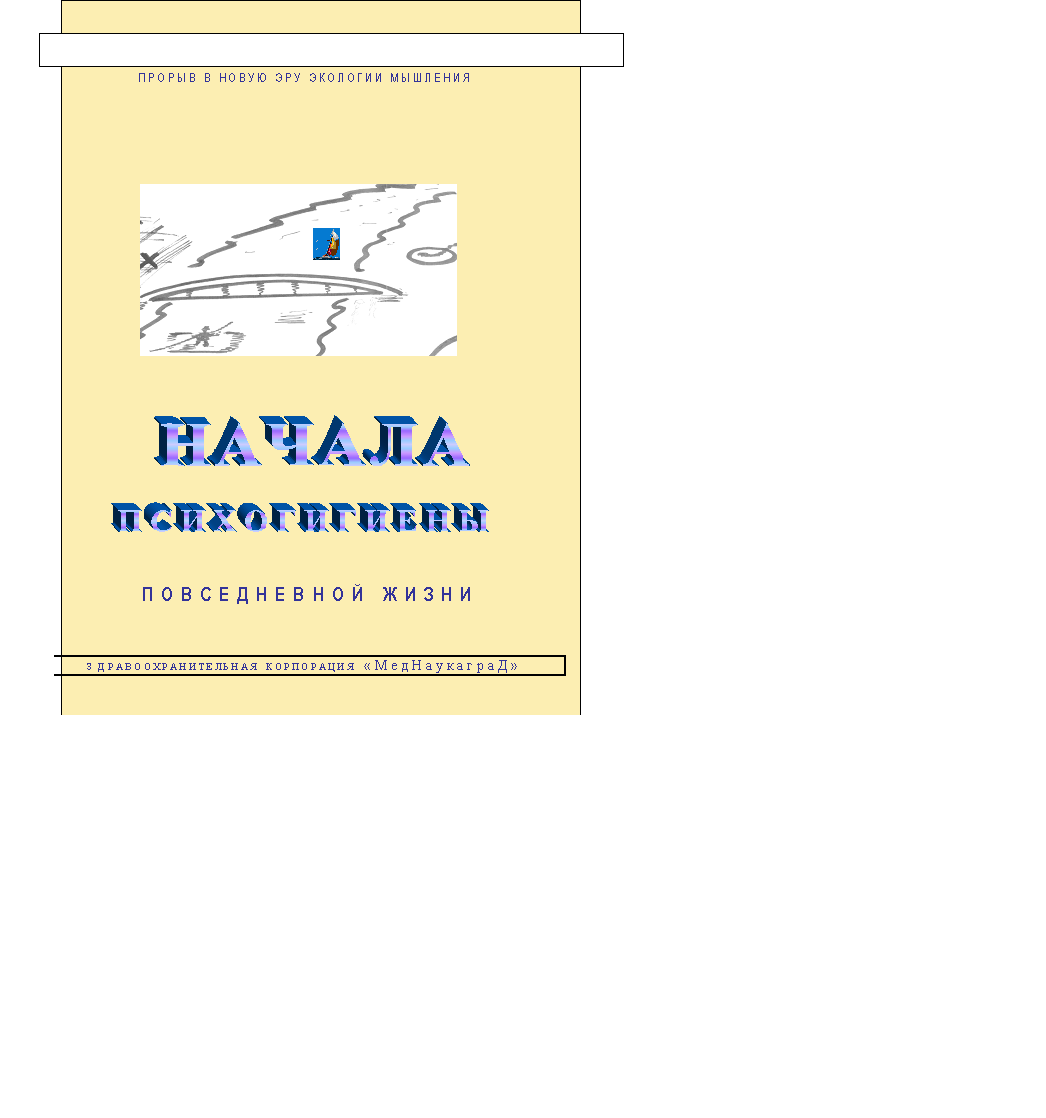 ПРОРЫВ В НОВУЮ ЭРУ ЭКОЛОГИИ МЫШЛЕНИЯ
НАЧАЛА
ПСИХОГИГИЕНЫ
ПОВСЕДНЕВНОЙ ЖИЗНИ
ЗДРАВООХРАНИТЕЛЬНАЯ КОРПОРАЦИЯ «МедНаукаграД»